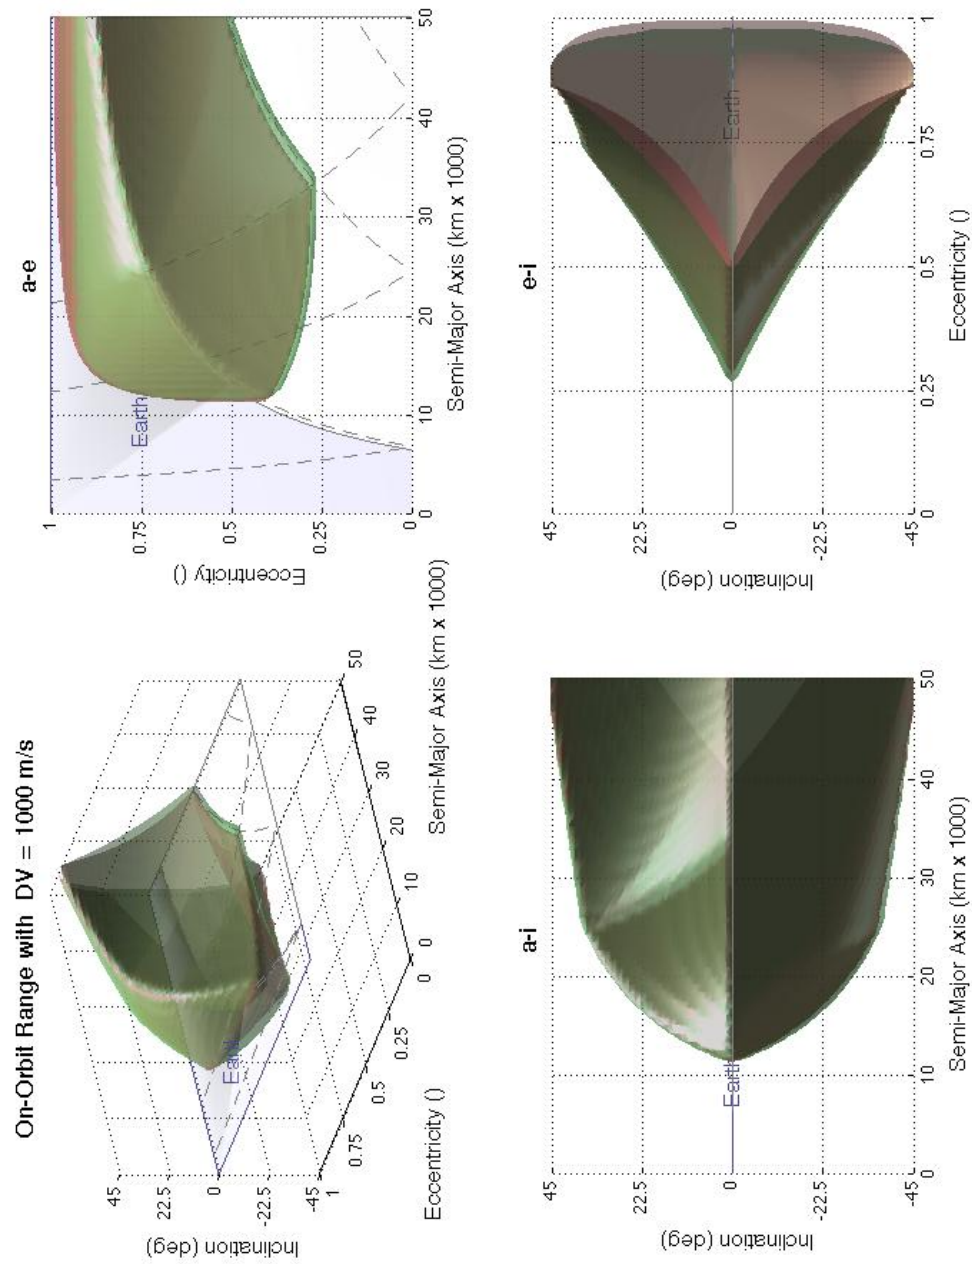 On-Orbit Range with DV = 1000 m/s
45
22.5
0
-22.5
-45
Inclination (deg)
1
0.75
0.5
0.25
0
Eccentricity ()
0
10
20
30
40
50
Semi-Major Axis (km x 1000)
Earth
a-e
1
0.75
0.5
0.25
0
Eccentricity ()
0
10
20
30
40
50
Semi-Major Axis (km x 1000)
Earth
a-i
45
22.5
0
-22.5
-45
Inclination (deg)
0
10
20
30
40
50
Semi-Major Axis (km x 1000)
Earth
e-i
45
22.5
0
-22.5
-45
Inclination (deg)
0
0.25
0.5
0.75
1
Eccentricity ()
Earth